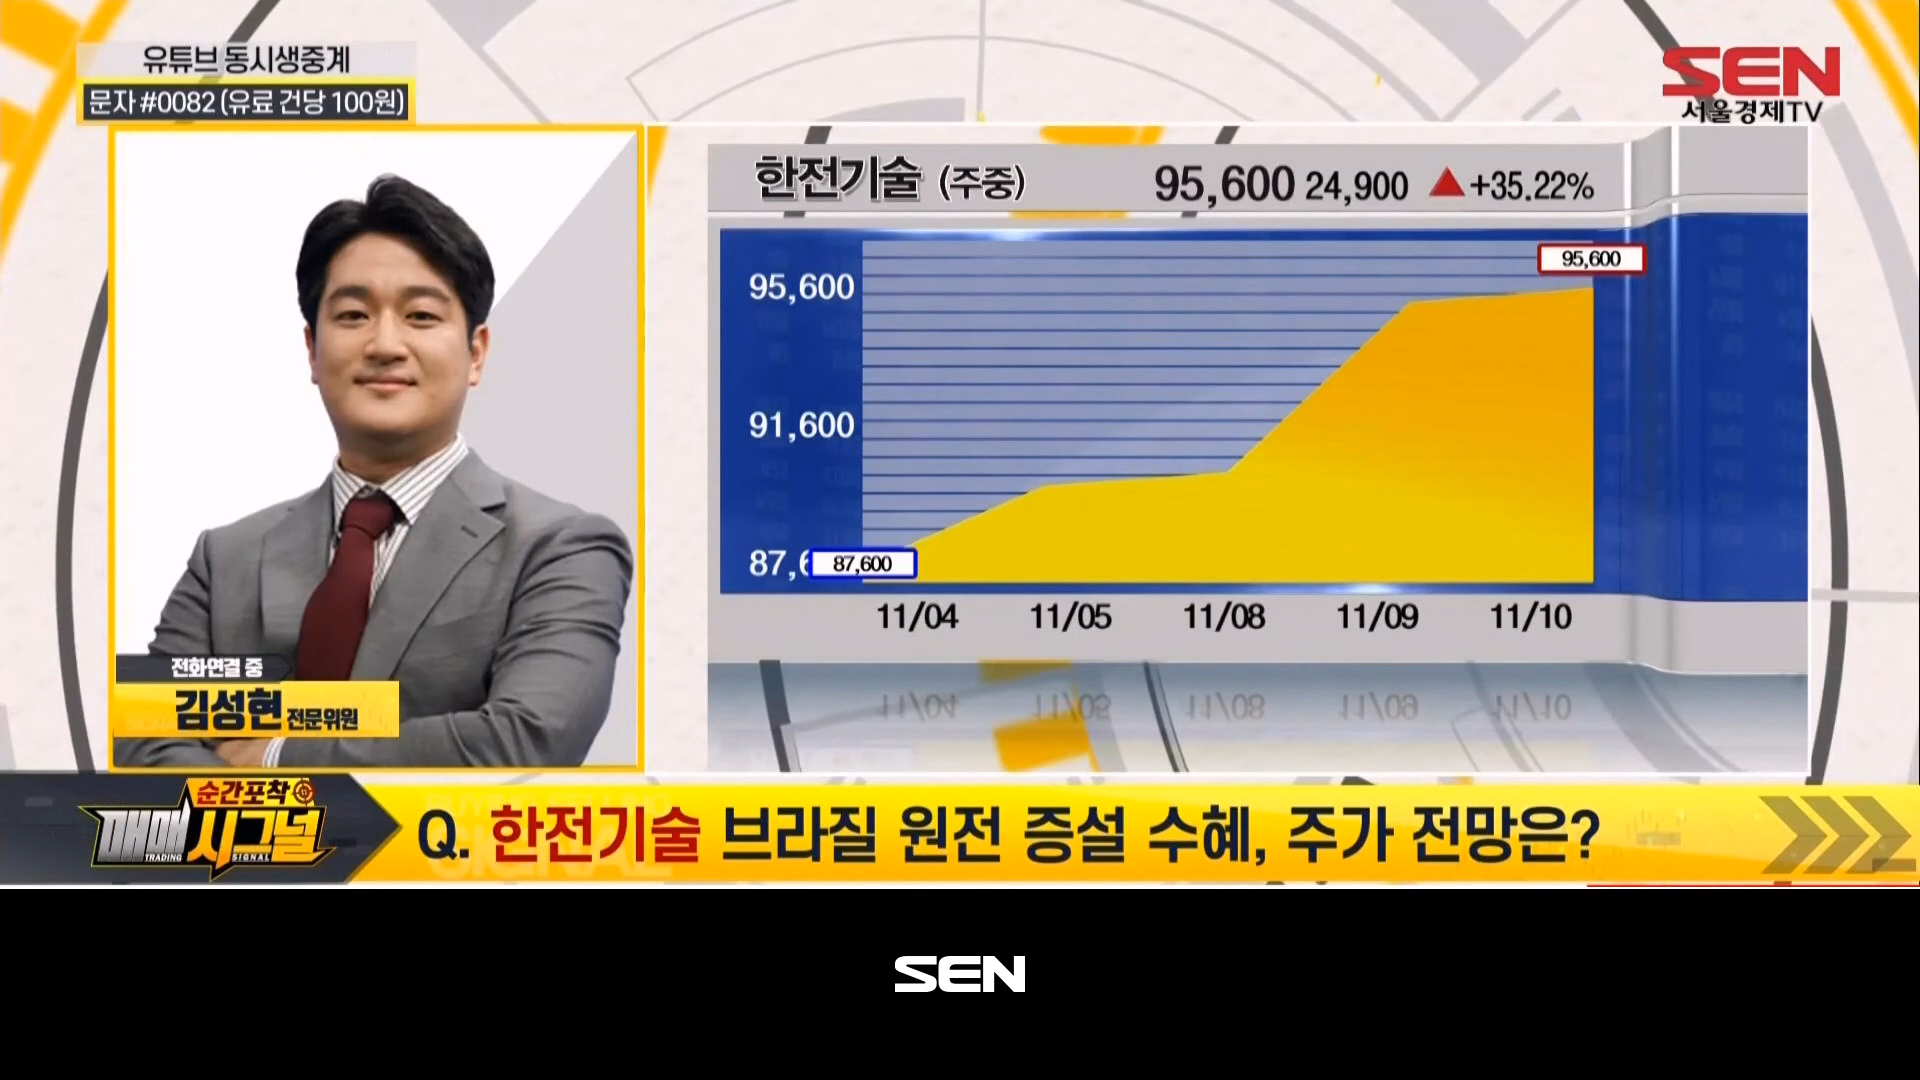 유튜브 동시생중계
문자 #0082 (유료 건당 100원)
SEN
서울경제TV
한전기술 (주중) 95,600 24,900 ▲+35.22%
95,600
95,600
91,600
87,600
11/04 11/05 11/08 11/09 11/10
전화연결 중
김성현 전문위원
순간포착
매매 시그널
TRADING SIGNAL
Q. 한전기술 브라질 원전 증설 수혜, 주가 전망은?
SEN